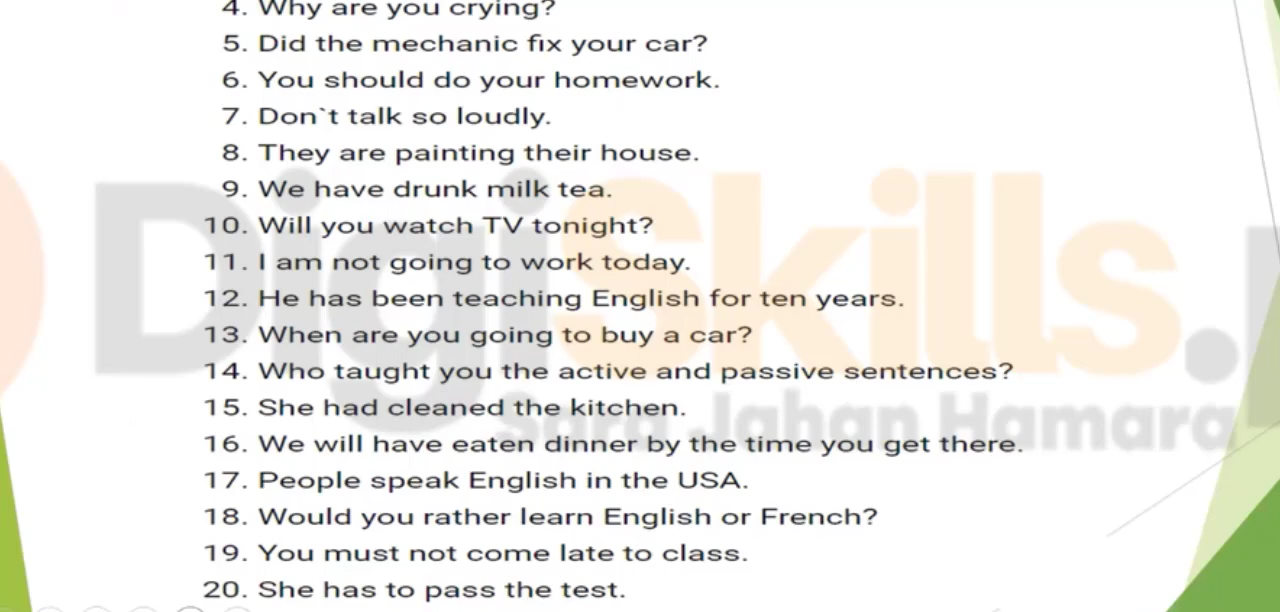 4. Why are you crying?
5. Did the mechanic fix your car?
6. You should do your homework.
7. Don`t talk so loudly.
8. They are painting their house.
9. We have drunk milk tea.
10. Will you watch TV tonight?
11. I am not going to work today.
12. He has been teaching English for ten years.
13. When are you going to buy a car?
14. Who taught you the active and passive sentences?
15. She had cleaned the kitchen.
16. We will have eaten dinner by the time you get there.
17. People speak English in the USA.
18. Would you rather learn English or French?
19. You must not come late to class.
20. She has to pass the test.
DigiSkills.
Sara Jahan Hamara